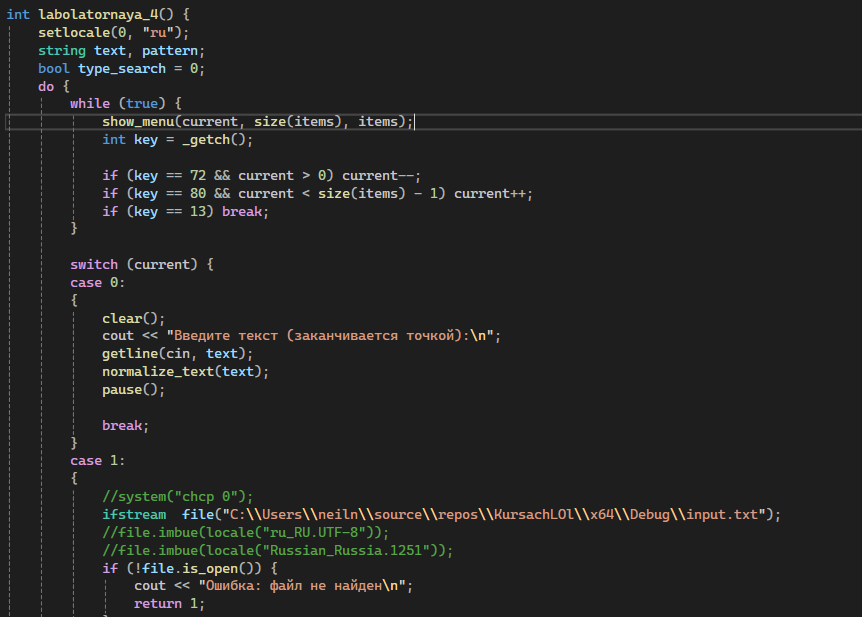 int labolatornaya_4() {
setlocale(0, "ru");
string text, pattern;
bool type_search = 0;
do {
while (true) {
show_menu(current, size(items), items);
int key = _getch();
if (key == 72 && current > 0) current--;
if (key == 80 && current < size(items) - 1) current++;
if (key == 13) break;
}
switch (current) {
case 0:
{
clear();
cout << "Введите текст (заканчивается точкой):\n";
getline(cin, text);
normalize_text(text);
pause();
break;
}
case 1:
{
//system("chcp 0");
ifstream  file("C:\\Users\\neiln\\source\\repos\\KursachLOl\\x64\\Debug\\input.txt");
//file.imbue(locale("ru_RU.UTF-8"));
//file.imbue(locale("Russian_Russia.1251"));
if (!file.is_open()) {
cout << "Ошибка: файл не найден\n";
return 1;